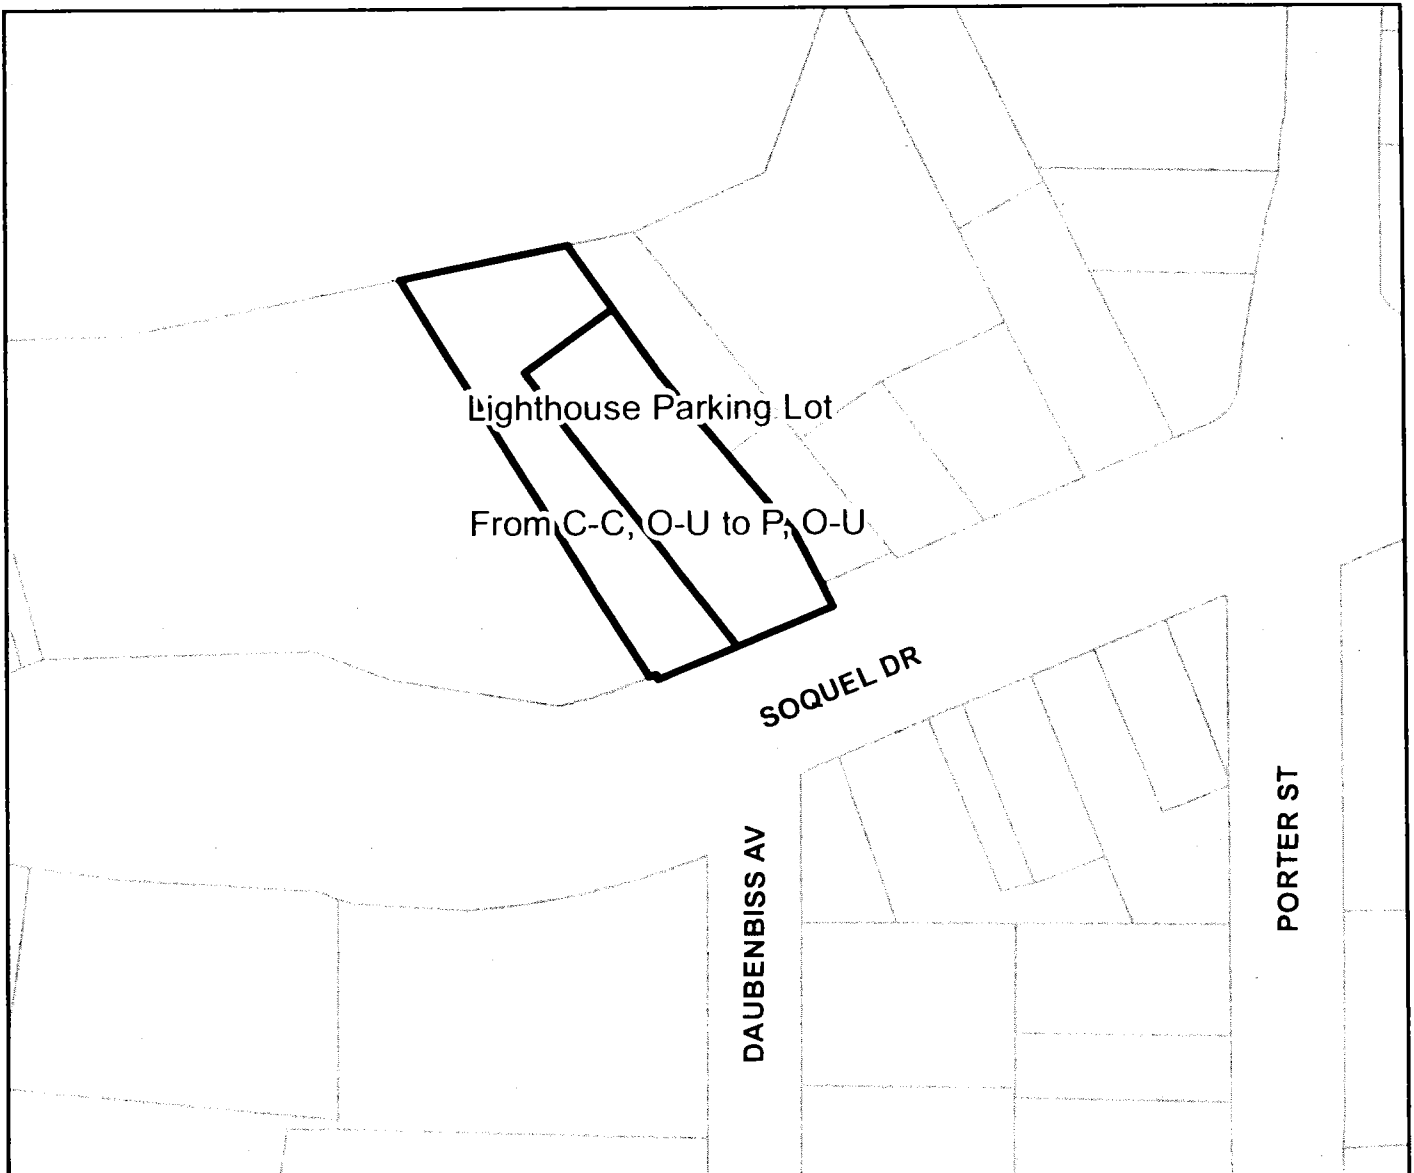 Lighthouse Parking Lot
From C-C, O-U to P, O-U
SOQUEL DR
DAUBENBISS AV
PORTER ST